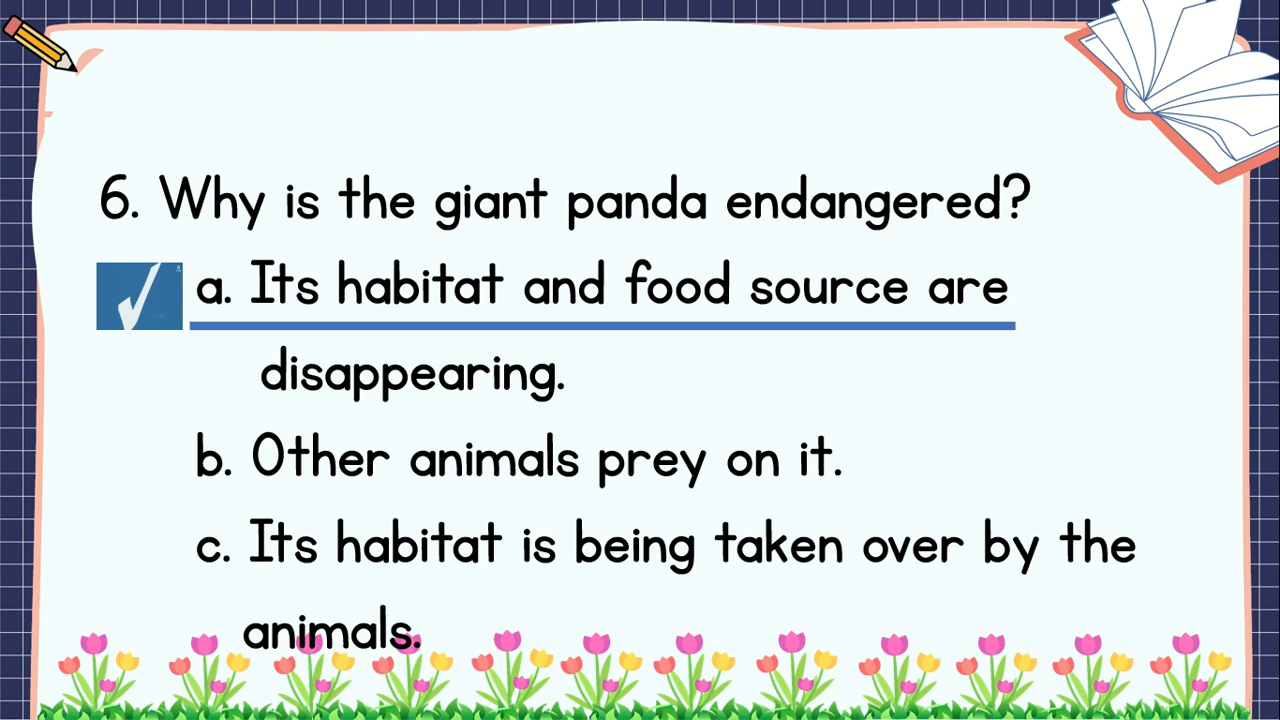 6. Why is the giant panda endangered?
a. Its habitat and food source are
disappearing.
b. Other animals prey on it.
c. Its habitat is being taken over by the
animals.